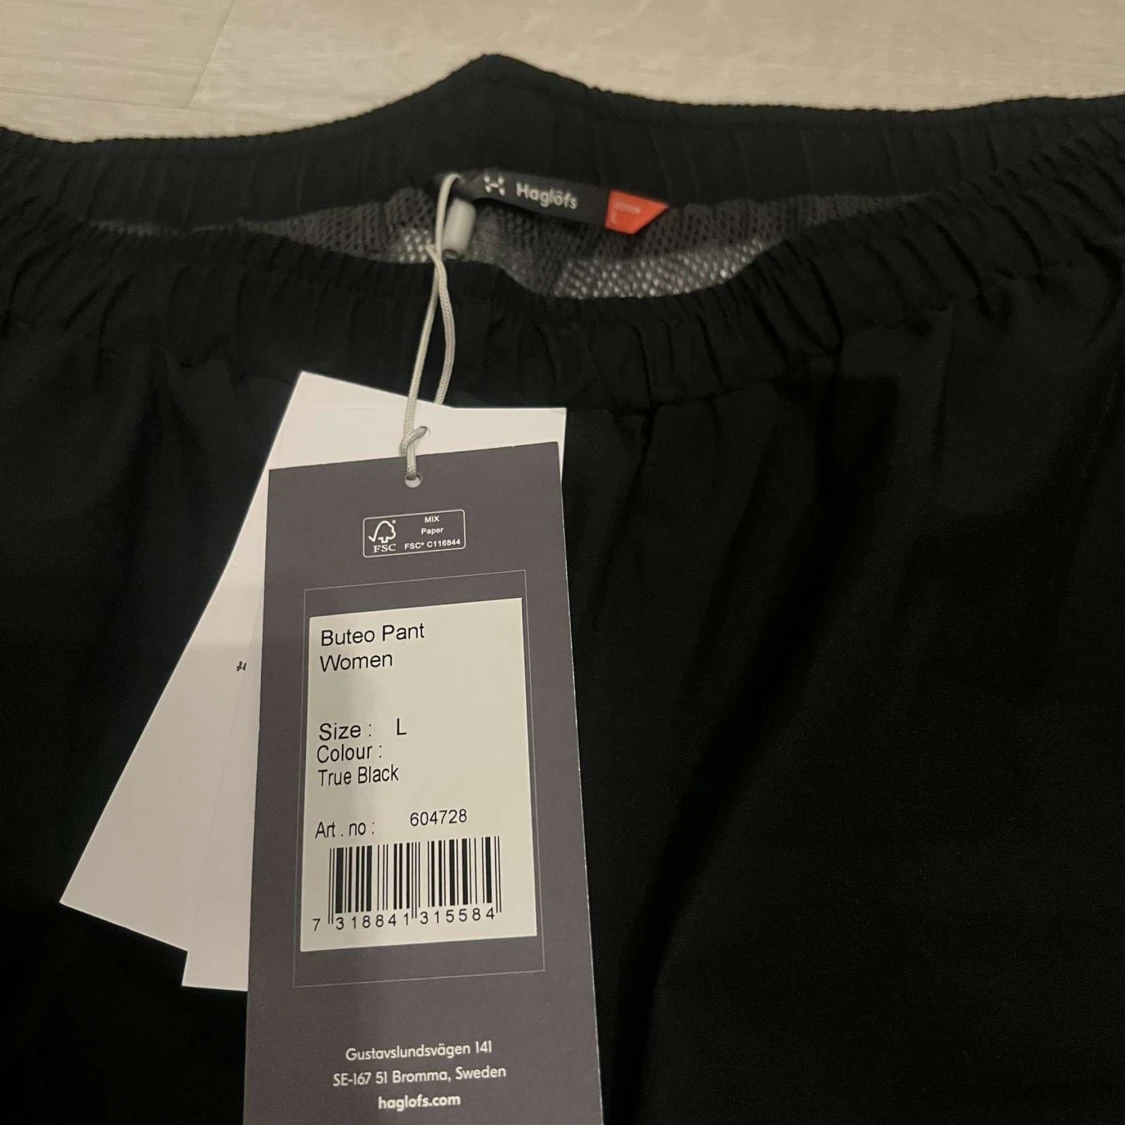 Haglöfs
MIX
Paper
FSC® C116844
FSC
Buteo Pant
Women
Size : L
Colour :
True Black
Art . no : 604728
7 318841 315584
Gustavslundsvägen 141
SE-167 51 Bromma, Sweden
haglofs.com